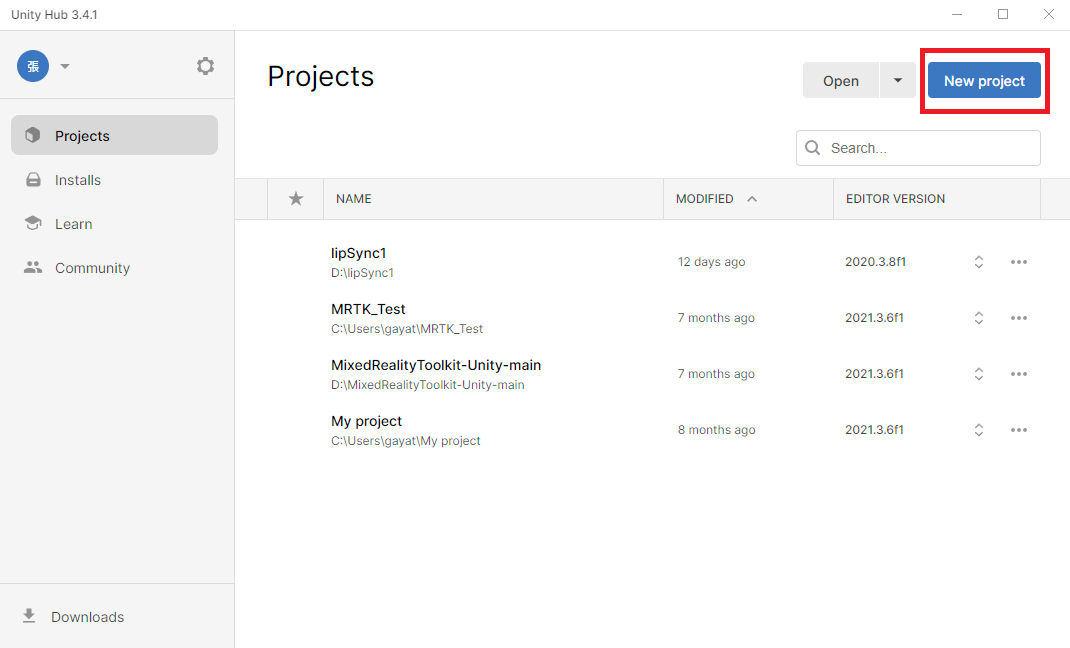 Unity Hub 3.4.1
張
Projects
Installs
Learn
Community
Downloads
Projects
Open
New project
Search...
NAME MODIFIED EDITOR VERSION
lipSync1
D:\lipSync1
12 days ago
2020.3.8f1
MRTK_Test
C:\Users\gayat\MRTK_Test
7 months ago
2021.3.6f1
MixedRealityToolkit-Unity-main
D:\MixedRealityToolkit-Unity-main
7 months ago
2021.3.6f1
My project
C:\Users\gayat\My project
8 months ago
2021.3.6f1